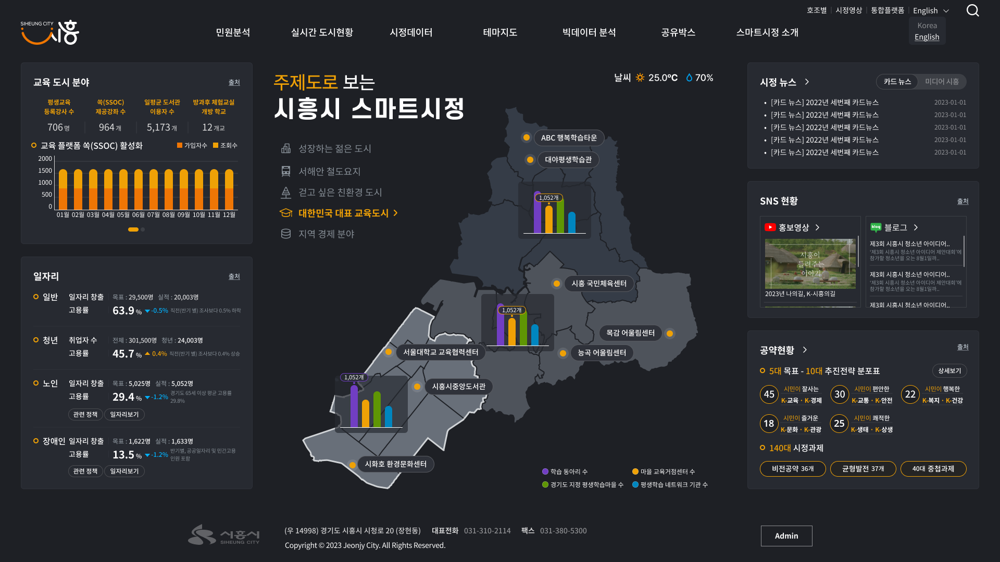 호조별 시정영상 통합플랫폼 English
Korea
English
SIHEUNG CITY
시흥
민원분석 실시간 도시현황 시정데이터 테마지도 빅데이터 분석 공유박스 스마트시정 소개
교육 도시 분야 출처
평생교육 등록강사 수 706 명
쏙(SSOC) 제공강좌 수 964 개
일평균 도서관 이용자 수 5,173 개
방과후 체험교실 개방 학교 12 개교
교육 플랫폼 쏙(SSOC) 활성화 가입자수 조회수
2000
1500
1000
500
0
01월 02월 03월 04월 05월 06월 07월 08월 09월 10월 11월 12월
일자리 출처
일반 일자리 창출 목표 : 29,500명 실적 : 20,003명
고용률 63.9 % -0.5% 직전(반기 별) 조사보다 0.5% 하락
청년 취업자 수 전체 : 301,500명 청년 : 24,003명
고용률 45.7 % 0.4% 직전(반기 별) 조사보다 0.4% 상승
노인 일자리 창출 목표 : 5,025명 실적 : 5,052명
고용률 29.4 % -1.2% 경기도 65세 이상 평균 고용률 29.8%
관련 정책 일자리보기
장애인 일자리 창출 목표 : 1,622명 실적 : 1,633명
고용률 13.5 % -1.2% 반기별, 공공일자리 및 민간고용 인원 포함
관련 정책 일자리보기
주제도로 보는
시흥시 스마트시정
날씨 25.0℃ 70%
성장하는 젊은 도시
서해안 철도요지
걷고 싶은 친환경 도시
대한민국 대표 교육도시
지역 경제 분야
ABC 행복학습타운
대야평생학습관
1,052개
시흥 국민체육센터
1,052개
목감 어울림센터
능곡 어울림센터
서울대학교 교육협력센터
1,052개
시흥시중앙도서관
시화호 환경문화센터
학습 동아리 수 마을 교육거점센터 수
경기도 지정 평생학습마을 수 평생학습 네트워크 기관 수
시정 뉴스 카드 뉴스 미디어 시흥
• [카드 뉴스] 2022년 세번째 카드뉴스 2023-01-01
• [카드 뉴스] 2022년 세번째 카드뉴스 2023-01-01
• [카드 뉴스] 2022년 세번째 카드뉴스 2023-01-01
• [카드 뉴스] 2022년 세번째 카드뉴스 2023-01-01
• [카드 뉴스] 2022년 세번째 카드뉴스 2023-01-01
SNS 현황 출처
홍보영상
시흥이
들려주는
이야기
2023년 나의길, K-시흥의길
blog 블로그
제3회 시흥시 청소년 아이디어..
'제3회 시흥시 청소년 아이디어 제안대회'에
참가할 청소년을 오는 8월1일까..
제3회 시흥시 청소년 아이디어..
'제3회 시흥시 청소년 아이디어 제안대회'에
참가할 청소년을 오는 8월1일까..
제3회 시흥시 청소년 아이디어..
공약현황 출처
5대 목표 - 10대 추진전략 분포표 상세보기
45 시민이 잘사는 K-교육 · K-경제
30 시민이 편안한 K-교통 · K-안전
22 시민이 행복한 K-복지 · K-건강
18 시민이 즐거운 K-문화 · K-관광
25 시민이 쾌적한 K-생태 · K-상생
140대 시정과제
비전공약 36개 균형발전 37개 40대 중첩과제
시흥시
SIHEUNG CITY
(우 14998) 경기도 시흥시 시청로 20 (장현동) 대표전화 031-310-2114 팩스 031-380-5300
Copyright © 2023 Jeonjy City. All Rights Reserved.
Admin